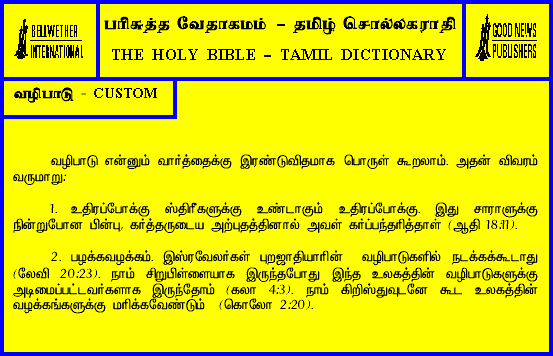 BELLWETHER
INTERNATIONAL
பரிசுத்த வேதாகமம் – தமிழ் சொல்லகராதி
THE HOLY BIBLE – TAMIL DICTIONARY
GOOD NEWS
PUBLISHERS
வழிபாடு - CUSTOM
வழிபாடு என்னும் வார்த்தைக்கு இரண்டுவிதமாக பொருள் கூறலாம். அதன் விவரம்
வருமாறு:
1. உதிரப்போக்கு ஸ்திரீகளுக்கு உண்டாகும் உதிரப்போக்கு. இது சாராளுக்கு
நின்றுபோன பின்பு, கர்த்தருடைய அற்புதத்தினால் அவள் கர்ப்பந்தரித்தாள் (ஆதி 18:11).
2. பழக்கவழக்கம். இஸ்ரவேலர்கள் புறஜாதியாரின் வழிபாடுகளில் நடக்கக்கூடாது
(லேவி 20:23). நாம் சிறுபிள்ளையாக இருந்தபோது இந்த உலகத்தின் வழிபாடுகளுக்கு
அடிமைப்பட்டவர்களாக இருந்தோம் (கலா 4:3). நாம் கிறிஸ்துவுடனே கூட உலகத்தின்
வழக்கங்களுக்கு மரிக்கவேண்டும் (கொலோ 2:20).